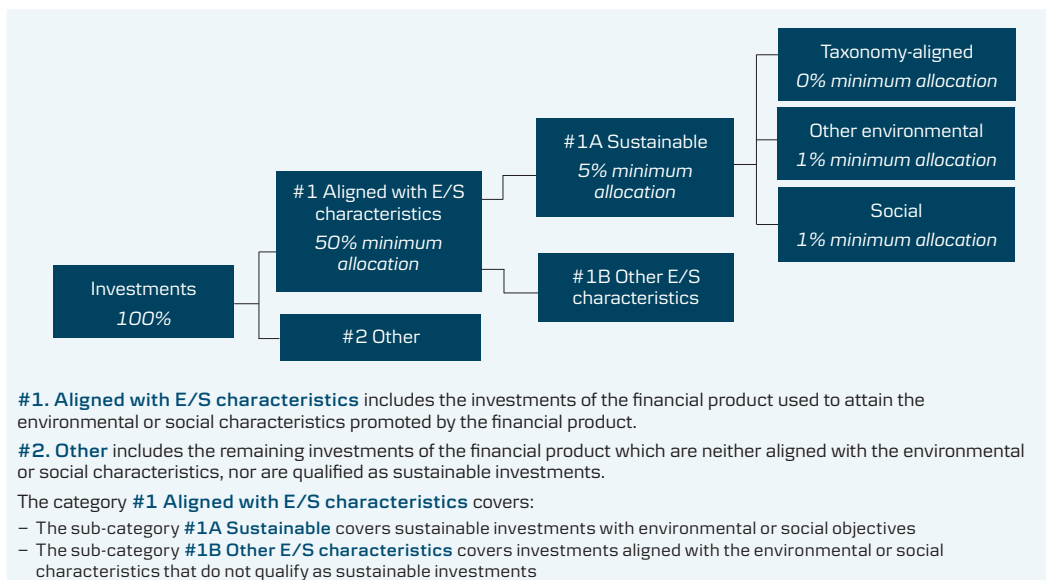 Investments
100%
#1 Aligned with E/S
characteristics
50% minimum
allocation
#2 Other
#1A Sustainable
5% minimum
allocation
#1B Other E/S
characteristics
Taxonomy-aligned
0% minimum allocation
Other environmental
1% minimum allocation
Social
1% minimum allocation
#1. Aligned with E/S characteristics includes the investments of the financial product used to attain the
environmental or social characteristics promoted by the financial product.
#2. Other includes the remaining investments of the financial product which are neither aligned with the environmental
or social characteristics, nor are qualified as sustainable investments.
The category #1 Aligned with E/S characteristics covers:
– The sub-category #1A Sustainable covers sustainable investments with environmental or social objectives
– The sub-category #1B Other E/S characteristics covers investments aligned with the environmental or social
characteristics that do not qualify as sustainable investments